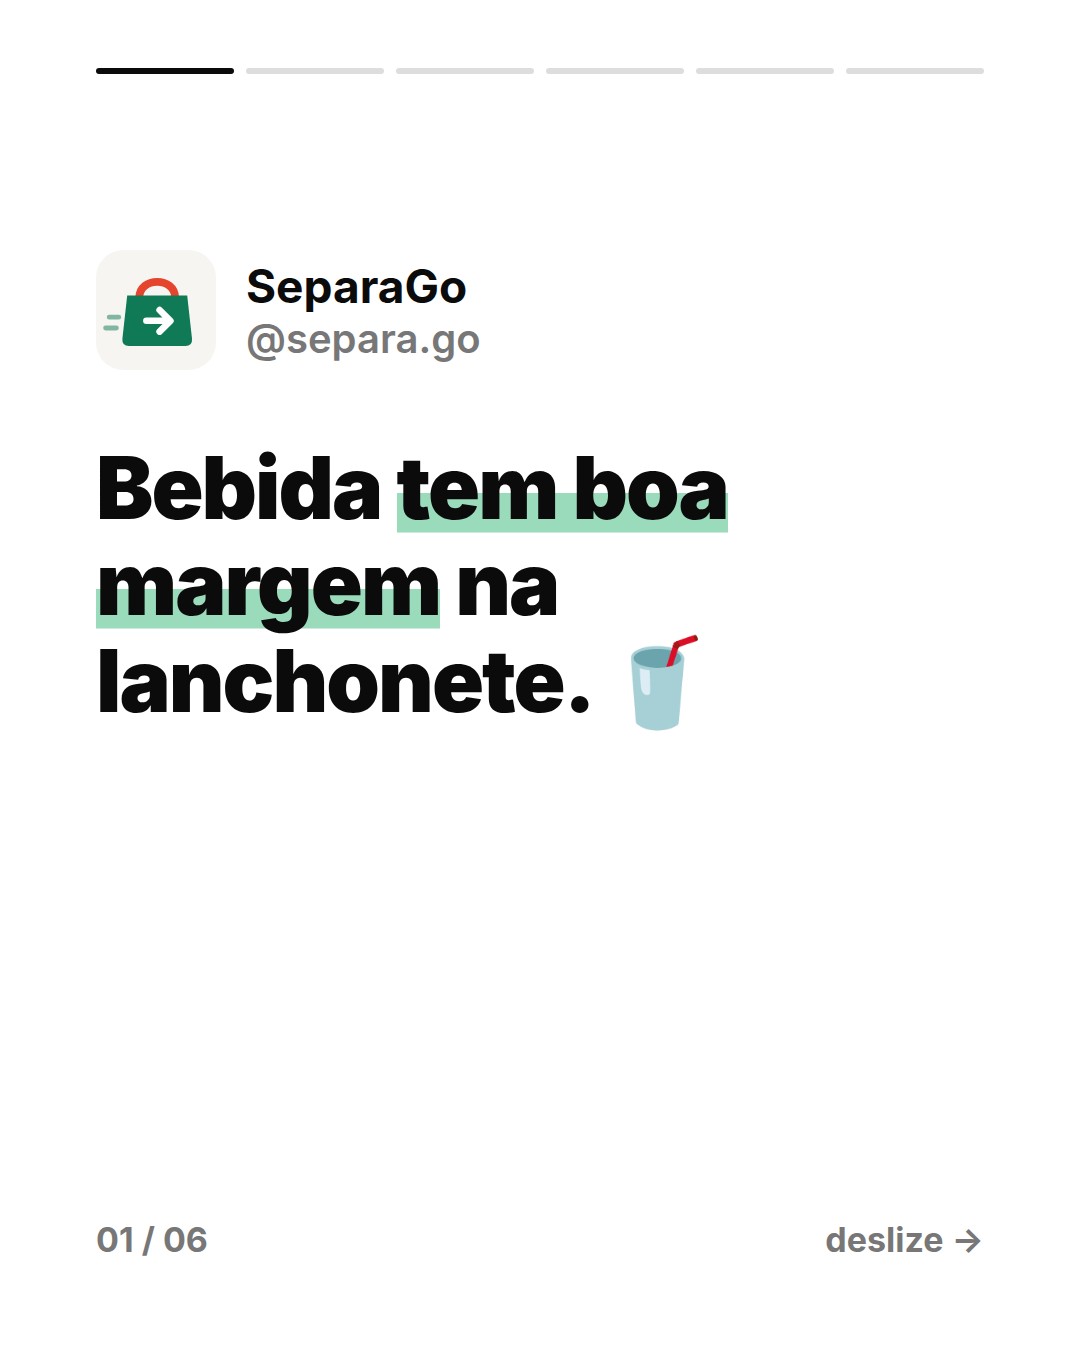 SeparaGo
@separa.go
Bebida tem boa
margem na
lanchonete.
01 / 06
deslize →